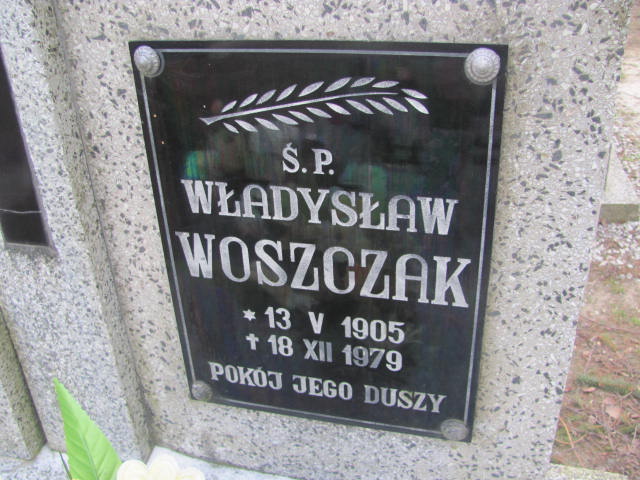 Ś.P.
WŁADYSŁAW
WOSZCZAK
* 13 V 1905
† 18 XII 1979
POKÓJ JEGO DUSZY